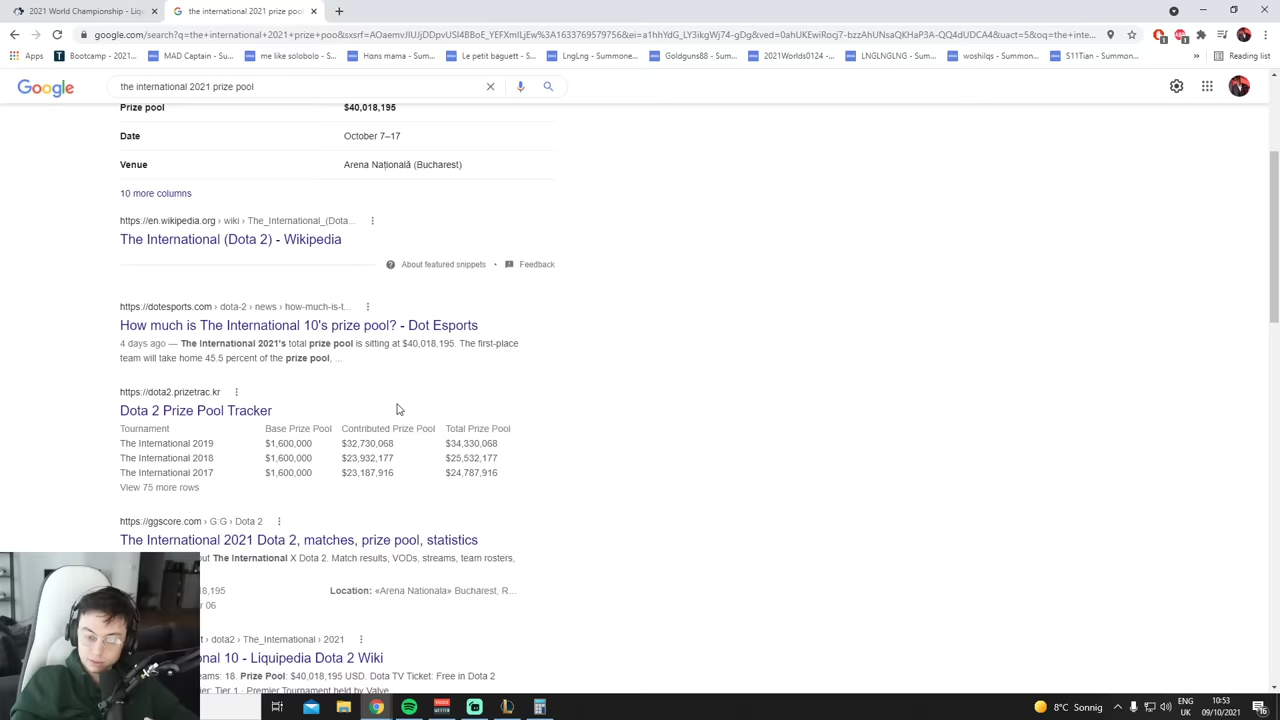 2021 World Championship - Leagu
the international 2021 prize pool
google.com/search?q=the+international+2021+prize+pool
Apps
Bootcamp - 2021...
MAD Captain - Sum...
me like solobolo - S...
Hans mama - Sum...
Le petit baguett - S...
LngLng - Summone...
Goldguns88 - Sum...
2021Worlds0124 - ...
LNGLNGLNG - Su...
woshilqs - Summon...
S11Tian - Summon...
»
Reading list
Google
the international 2021 prize pool
Prize pool
$40,018,195
Date
October 7–17
Venue
Arena Națională (Bucharest)
10 more columns
https://en.wikipedia.org › wiki › The_International_(Dota...
The International (Dota 2) - Wikipedia
About featured snippets • Feedback
https://dotesports.com › dota-2 › news › how-much-is-t...
How much is The International 10's prize pool? - Dot Esports
4 days ago — The International 2021's total prize pool is sitting at $40,018,195. The first-place
team will take home 45.5 percent of the prize pool, ...
https://dota2.prizetrac.kr
Dota 2 Prize Pool Tracker
Tournament Base Prize Pool Contributed Prize Pool Total Prize Pool
The International 2019 $1,600,000 $32,730,068 $34,330,068
The International 2018 $1,600,000 $23,932,177 $25,532,177
The International 2017 $1,600,000 $23,187,916 $24,787,916
View 75 more rows
https://ggscore.com › G:G › Dota 2
The International 2021 Dota 2, matches, prize pool, statistics
out The International X Dota 2. Match results, VODs, streams, team rosters,
18,195 Location: «Arena Nationala» Bucharest, R...
r 06
t › dota2 › The_International › 2021
nal 10 - Liquipedia Dota 2 Wiki
ams: 18. Prize Pool: $40,018,195 USD. Dota TV Ticket: Free in Dota 2
er: Tier 1 . Premier Tournament held by Valve.
8°C Sonnig
ENG
UK
10:53
09/10/2021